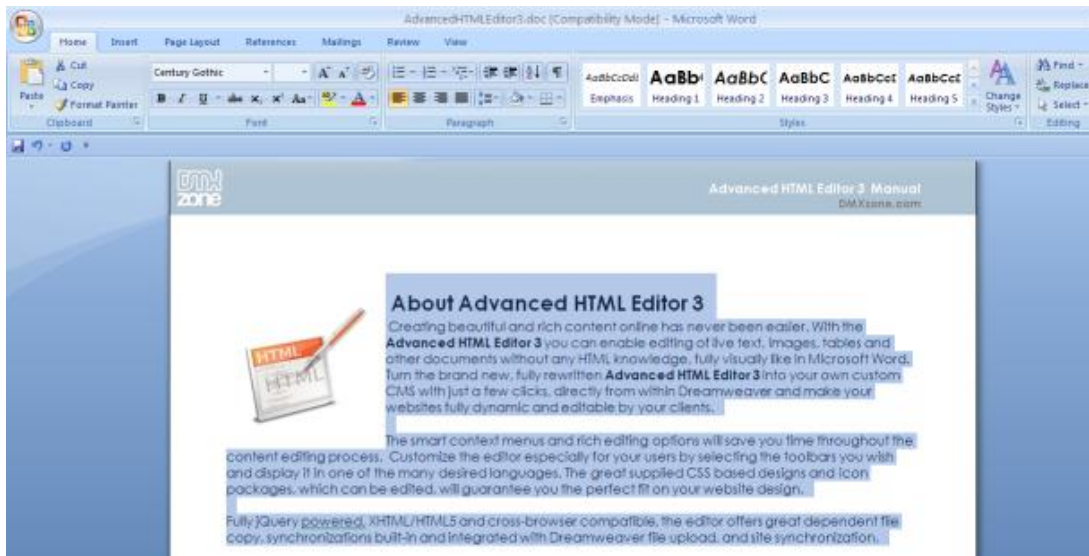 AdvancedHTMLEditor3.doc [Compatibility Mode] - Microsoft Word
Home Insert Page Layout References Mailings Review View
Cut
Copy
Format Painter
Paste
Clipboard
Century Gothic
Font
Paragraph
AaBbCcDdI AaBb AaBbC AaBbC AaBbCcI AaBbCcI
Emphasis Heading 1 Heading 2 Heading 3 Heading 4 Heading 5
Change
Styles
Styles
Find
Replace
Select
Editing
DMX
zone
Advanced HTML Editor 3 Manual
DMXzone.com
HTML
HTML
About Advanced HTML Editor 3
Creating beautiful and rich content online has never been easier. With the
Advanced HTML Editor 3 you can enable editing of live text, images, tables and
other documents without any HTML knowledge, fully visually like in Microsoft Word.
Turn the brand new, fully rewritten Advanced HTML Editor 3 into your own custom
CMS with just a few clicks, directly from within Dreamweaver and make your
websites fully dynamic and editable by your clients.
The smart context menus and rich editing options will save you time throughout the
content editing process. Customize the editor especially for your users by selecting the toolbars you wish
and display it in one of the many desired languages. The great supplied CSS based designs and icon
packages, which can be edited, will guarantee you the perfect fit on your website design.
Fully jQuery powered, XHTML/HTML5 and cross-browser compatible, the editor offers great dependent file
copy, synchronizations built-in and integrated with Dreamweaver file upload, and site synchronization.